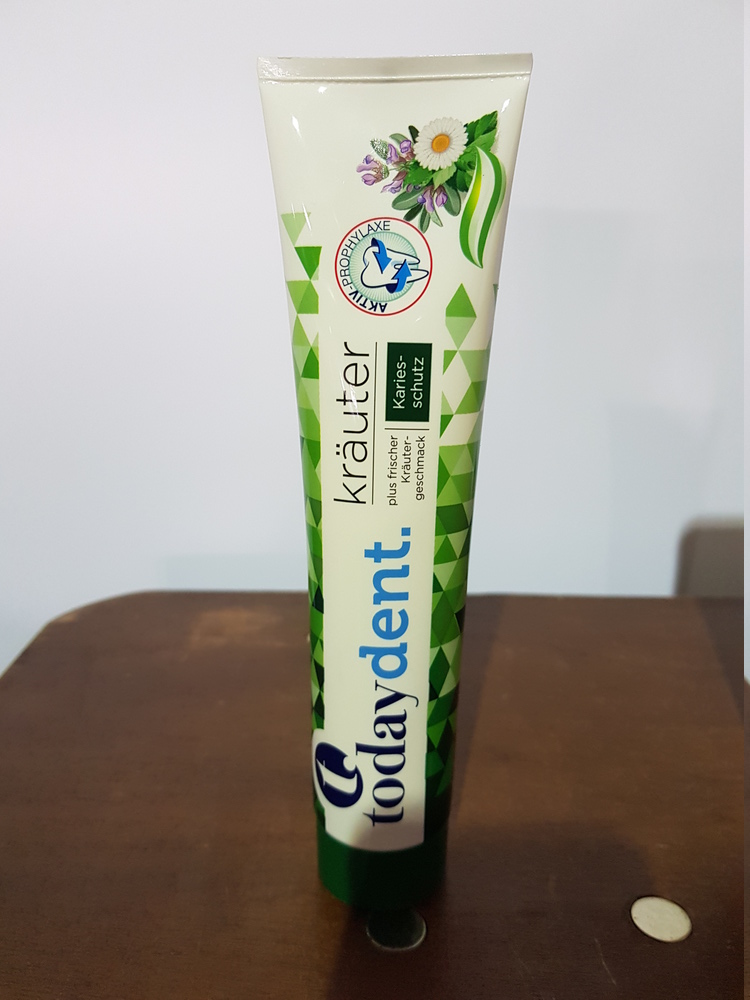 t
todaydent.
kräuter
plus frischer
Kräuter-
geschmack
Karies-
schutz
AKTIV-PROPHYLAXE